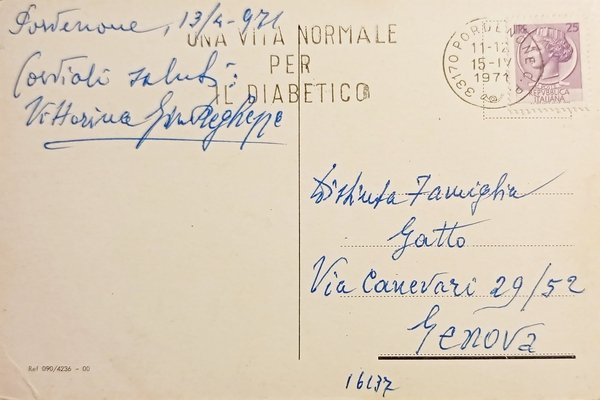 Pordenone, 13/4-971
Cordiali saluti:
Vittorina
UNA VITA NORMALE
PER
IL DIABETICO
33170 PORDENONE
11-12
15-IV
1971
25
REPVBBLICA
ITALIANA
Distinta Famiglia
Gatto
Via Canevari 29/52
Genova
16137
Ref 090/4236 - 00